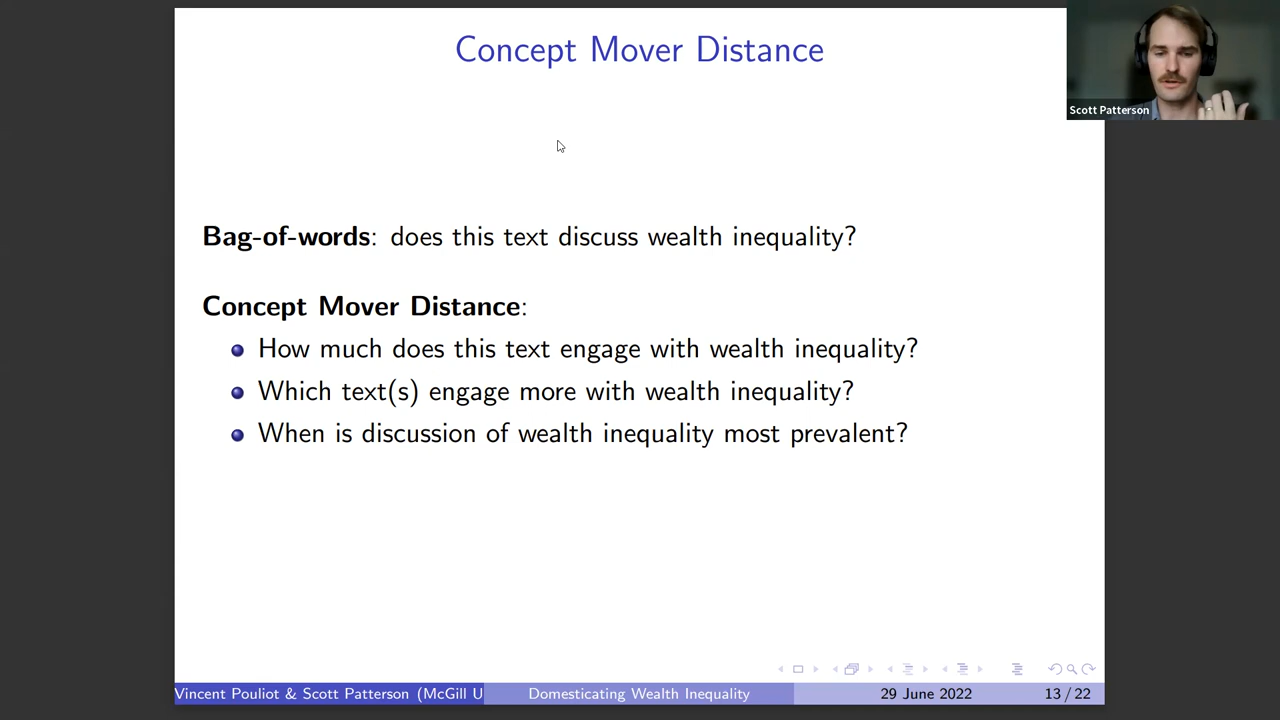 Concept Mover Distance
Scott Patterson
Bag-of-words: does this text discuss wealth inequality?
Concept Mover Distance:
How much does this text engage with wealth inequality?
Which text(s) engage more with wealth inequality?
When is discussion of wealth inequality most prevalent?
Vincent Pouliot & Scott Patterson (McGill U
Domesticating Wealth Inequality
29 June 2022
13 / 22